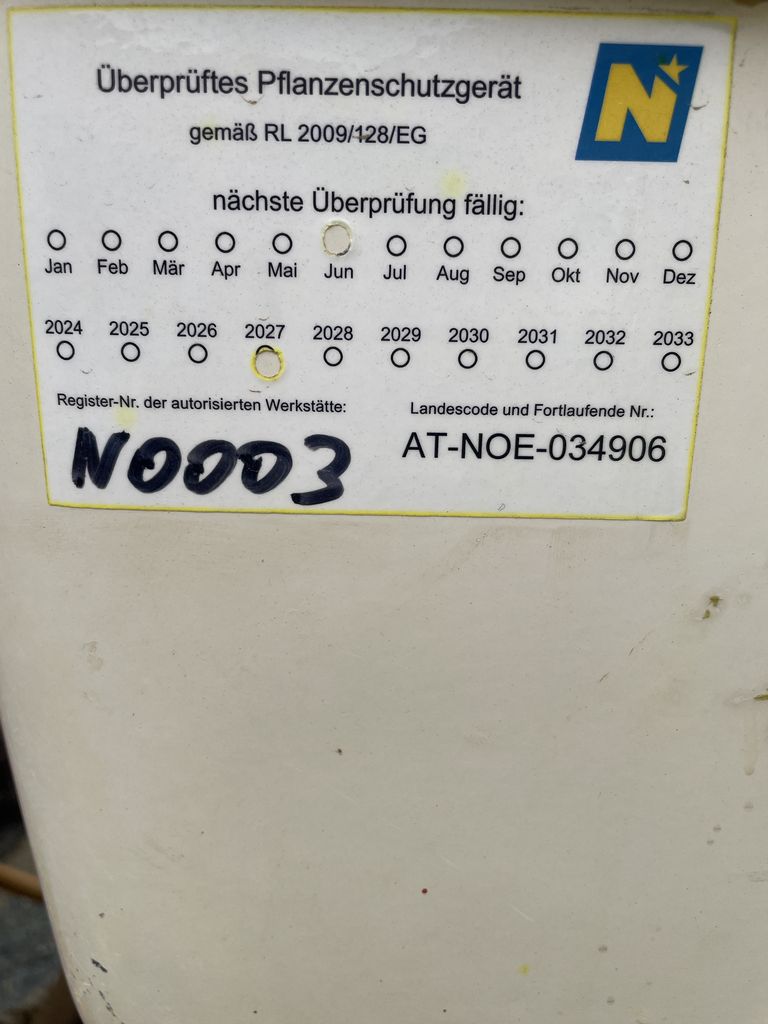 Überprüftes Pflanzenschutzgerät
N
gemäß RL 2009/128/EG
nächste Überprüfung fällig:
Jan Feb Mär Apr Mai Jun Jul Aug Sep Okt Nov Dez
2024 2025 2026 2027 2028 2029 2030 2031 2032 2033
Register-Nr. der autorisierten Werkstätte:
Landescode und Fortlaufende Nr.:
N0003
AT-NOE-034906